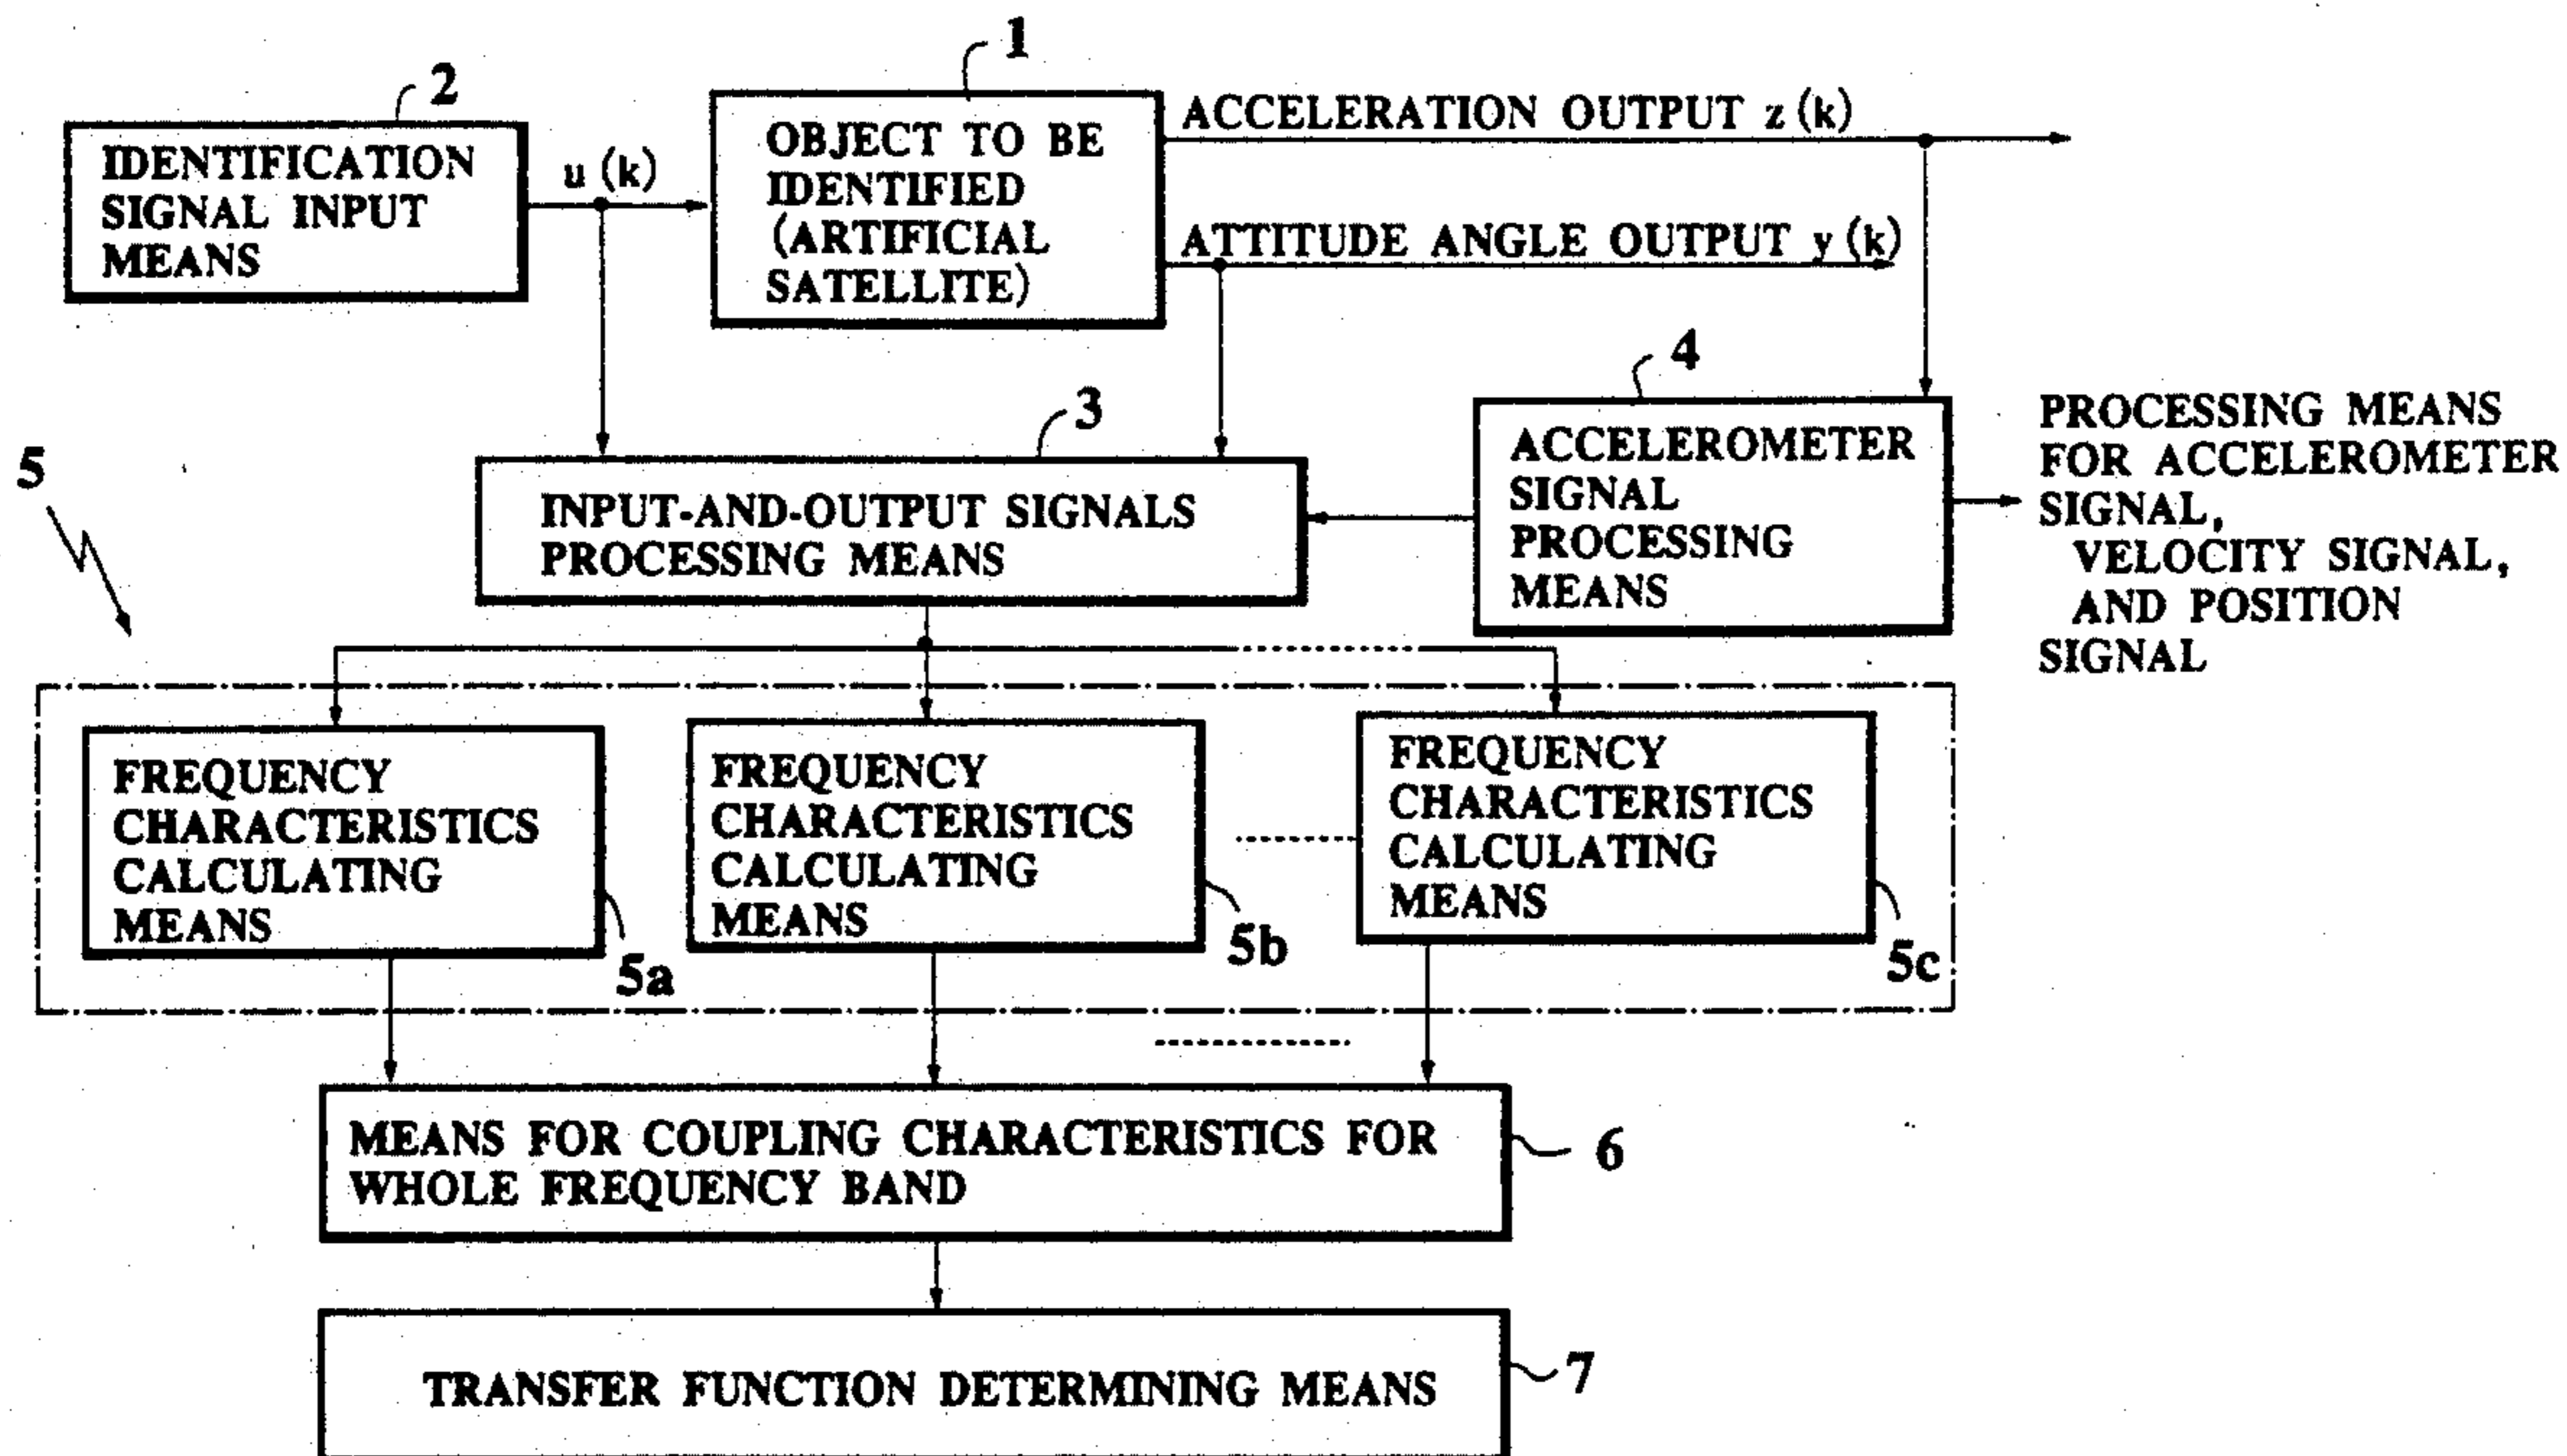 1
2
IDENTIFICATION
SIGNAL INPUT
MEANS
u (k)
OBJECT TO BE
IDENTIFIED
(ARTIFICIAL
SATELLITE)
ACCELERATION OUTPUT z (k)
ATTITUDE ANGLE OUTPUT y (k)
3
INPUT-AND-OUTPUT SIGNALS
PROCESSING MEANS
4
ACCELEROMETER
SIGNAL
PROCESSING
MEANS
PROCESSING MEANS
FOR ACCELEROMETER
SIGNAL,
VELOCITY SIGNAL,
AND POSITION
SIGNAL
5
FREQUENCY
CHARACTERISTICS
CALCULATING
MEANS
5a
FREQUENCY
CHARACTERISTICS
CALCULATING
MEANS
5b
FREQUENCY
CHARACTERISTICS
CALCULATING
MEANS
5c
MEANS FOR COUPLING CHARACTERISTICS FOR
WHOLE FREQUENCY BAND
6
TRANSFER FUNCTION DETERMINING MEANS
7